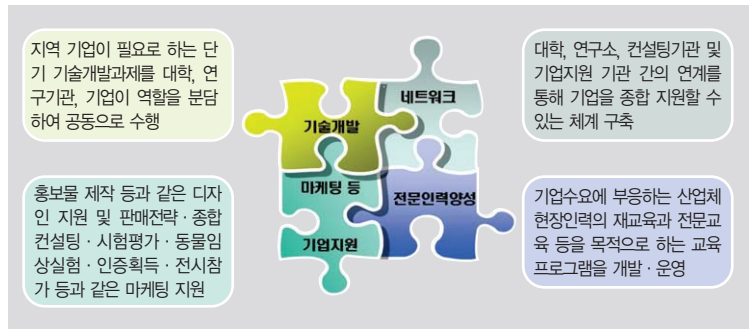 지역 기업이 필요로 하는 단
기 기술개발과제를 대학, 연
구기관, 기업이 역할을 분담
하여 공동으로 수행
대학, 연구소, 컨설팅기관 및
기업지원 기관 간의 연계를
통해 기업을 종합 지원할 수
있는 체계 구축
네트워크
기술개발
마케팅 등
기업지원
전문인력양성
홍보물 제작 등과 같은 디자
인 지원 및 판매전략·종합
컨설팅·시험평가·동물임
상실험·인증획득·전시참
가 등과 같은 마케팅 지원
기업수요에 부응하는 산업체
현장인력의 재교육과 전문교
육 등을 목적으로 하는 교육
프로그램을 개발·운영